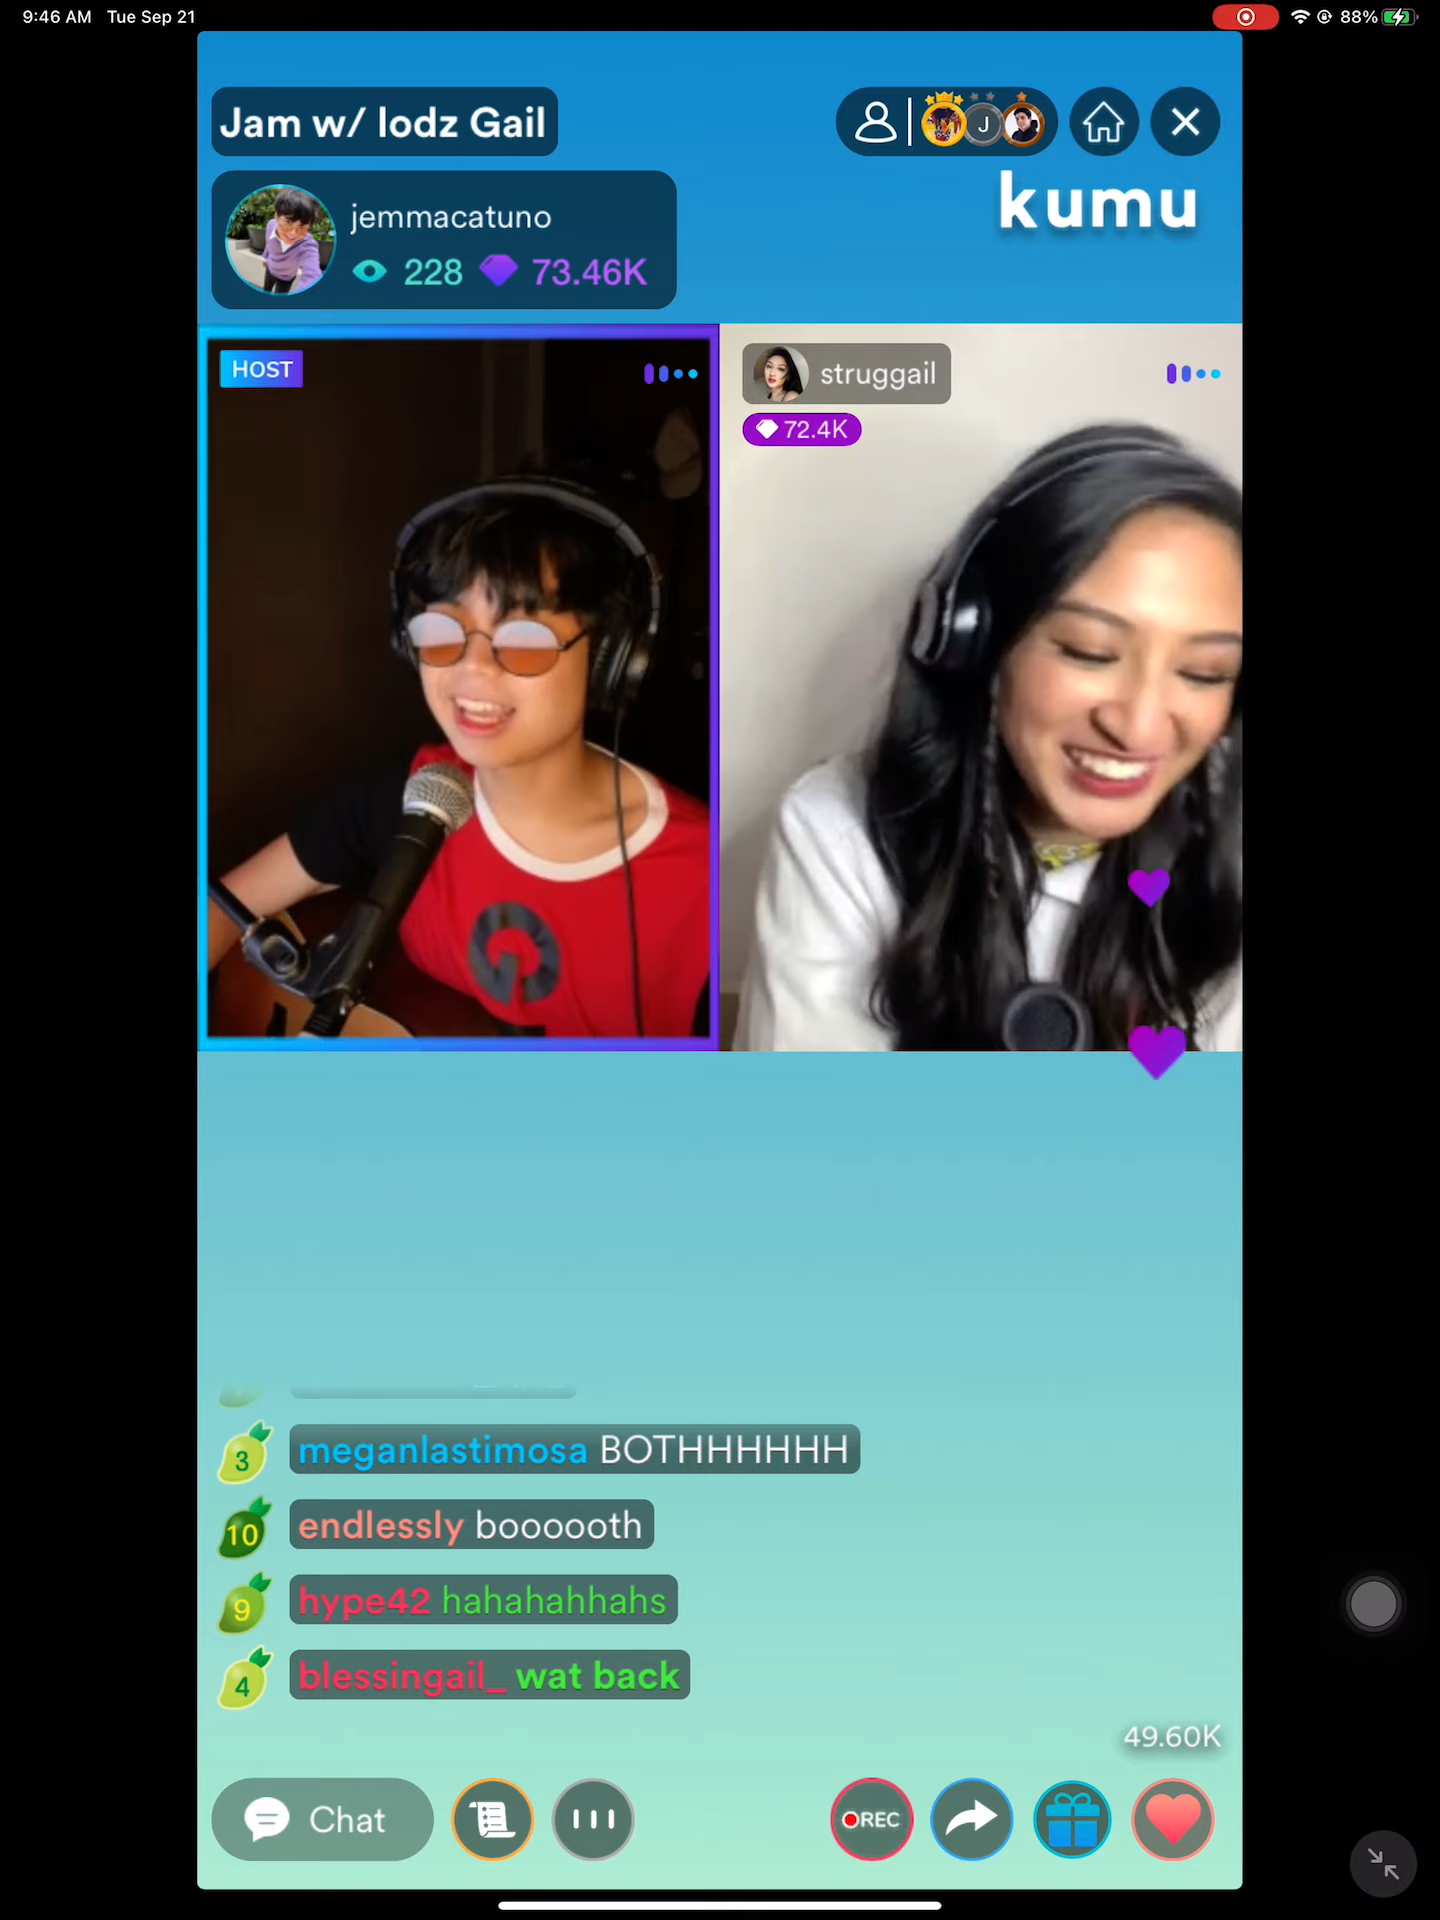 9:46 AM Tue Sep 21
88%
Jam w/ lodz Gail
J
jemmacatuno
228 73.46K
kumu
HOST
struggail
72.4K
3 meganlastimosa BOTHHHHHH
10 endlessly boooooth
9 hype42 hahahahhahs
4 blessingail_ wat back
49.60K
Chat
REC